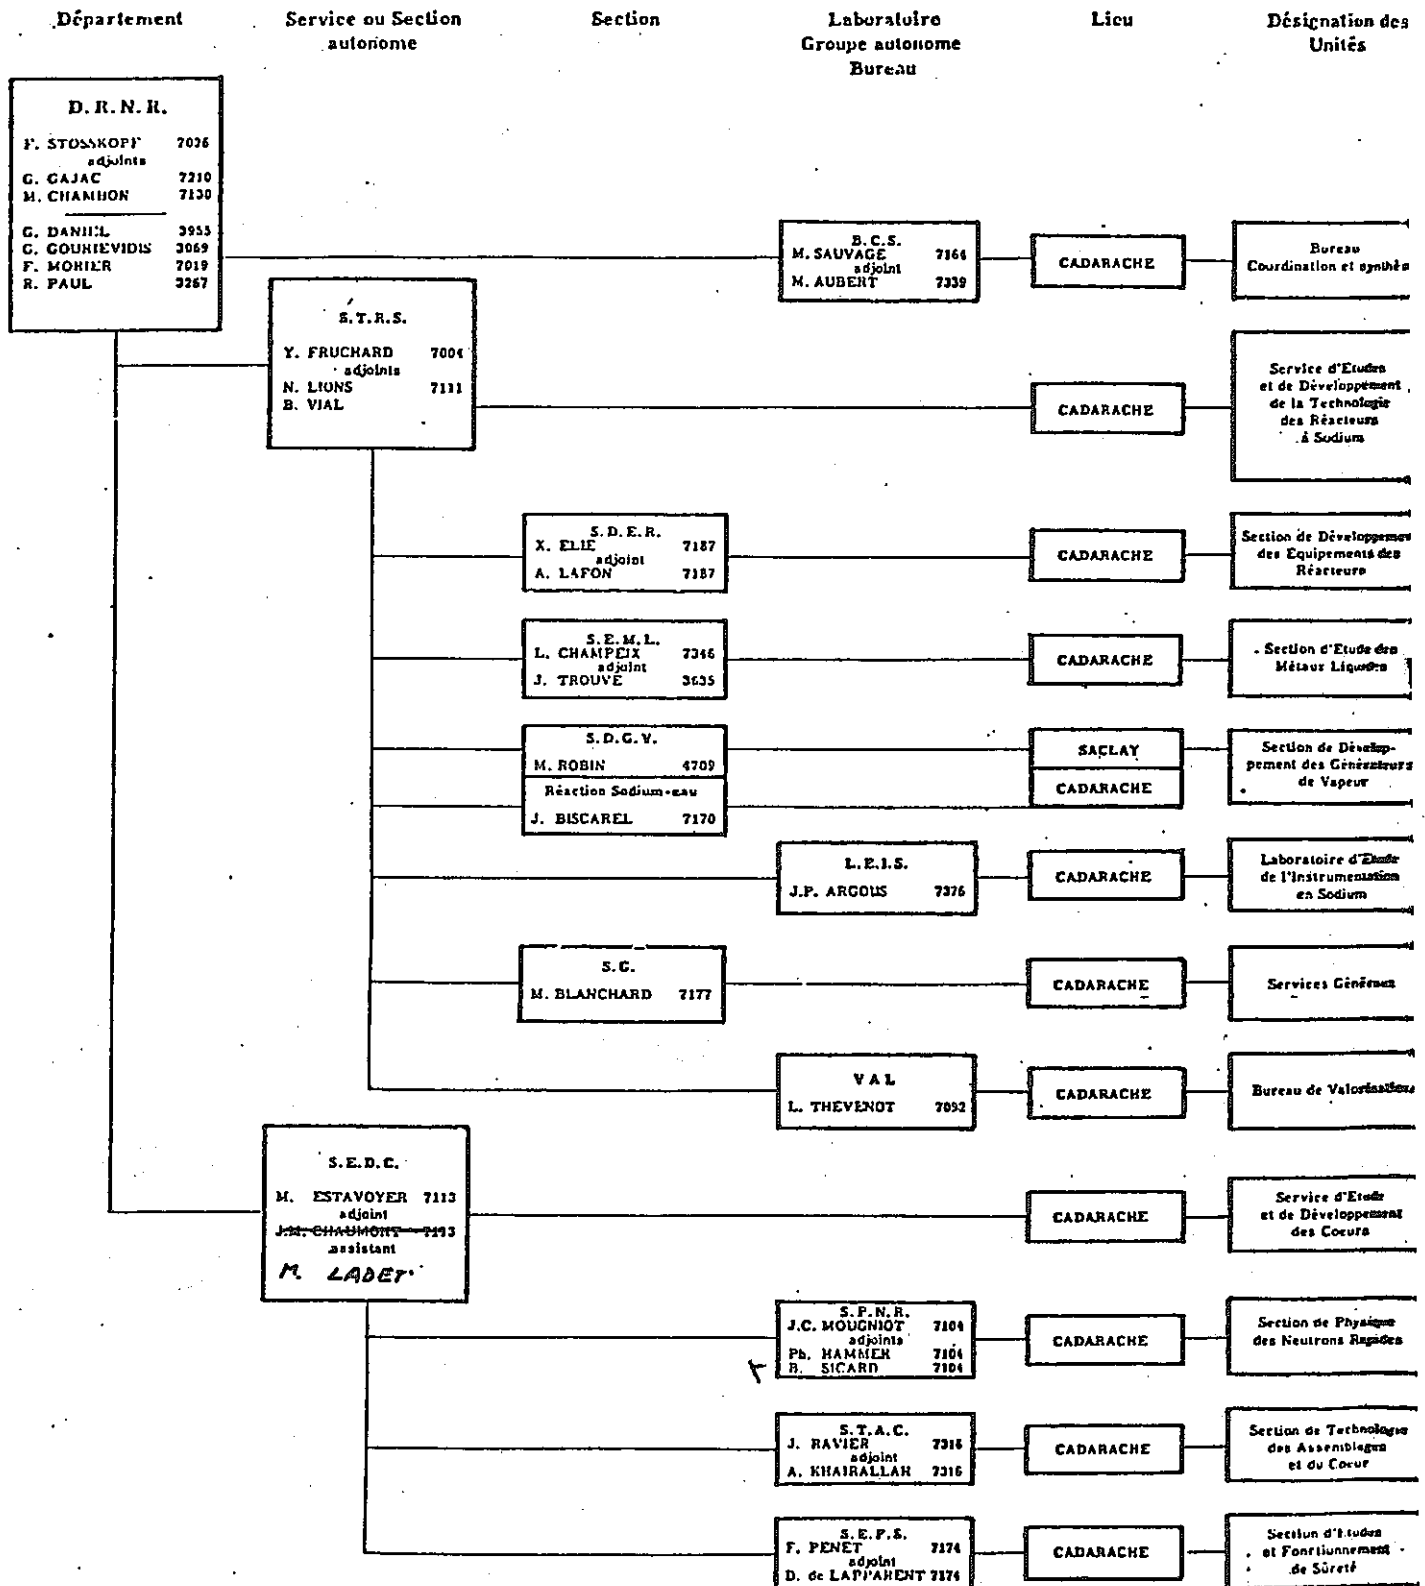 Département
Service ou Section
autonome
Section
Laboratoire
Groupe autonome
Bureau
Lieu
Désignation des
Unités
D.R.N.R.
F. STOSSKOPF 7036
adjoints
G. GAJAC 7210
M. CHAMBON 7130
G. DANIEL 3955
G. GOURIEVIDIS 3069
F. MORIER 7019
R. PAUL 3267
B.C.S.
M. SAUVAGE 7164
adjoint
M. AUBERT 7339
CADARACHE
Bureau
Coordination et synthès
S.T.R.S.
Y. FRUCHARD 7004
adjoints
N. LIONS 7111
B. VIAL
CADARACHE
Service d'Etudes
et de Développement
de la Technologie
des Réacteurs
à Sodium
S.D.E.R.
X. ELIE 7187
adjoint
A. LAFON 7187
CADARACHE
Section de Développemen
des Equipements des
Réacteurs
S.E.M.L.
L. CHAMPEIX 7346
adjoint
J. TROUVE 3635
CADARACHE
Section d'Etude des
Métaux Liquides
S.D.G.V.
M. ROBIN 4709
Réaction Sodium-eau
J. BISCAREL 7170
SACLAY
CADARACHE
Section de Dévelop-
pement des Générateurs
de Vapeur
L.E.I.S.
J.P. ARGOUS 7376
CADARACHE
Laboratoire d'Etude
de l'Instrumentation
en Sodium
S.G.
M. BLANCHARD 7177
CADARACHE
Services Généraux
VAL
L. THEVENOT 7092
CADARACHE
Bureau de Valorisation
S.E.D.C.
M. ESTAVOYER 7113
adjoint
J.M. CHAUMONT 7193
assistant
M. LADET
CADARACHE
Service d'Etude
et de Développement
des Coeurs
S.P.N.R.
J.C. MOUGNIOT 7104
adjoints
Ph. HAMMER 7104
B. SICARD 7104
CADARACHE
Section de Physique
des Neutrons Rapides
S.T.A.C.
J. RAVIER 7316
adjoint
A. KHAIRALLAH 7316
CADARACHE
Section de Technologie
des Assemblages
et du Coeur
S.E.F.S.
F. PENET 7174
adjoint
D. de LAPPARENT 7174
CADARACHE
Section d'Etudes
et Fonctionnement
de Sûreté